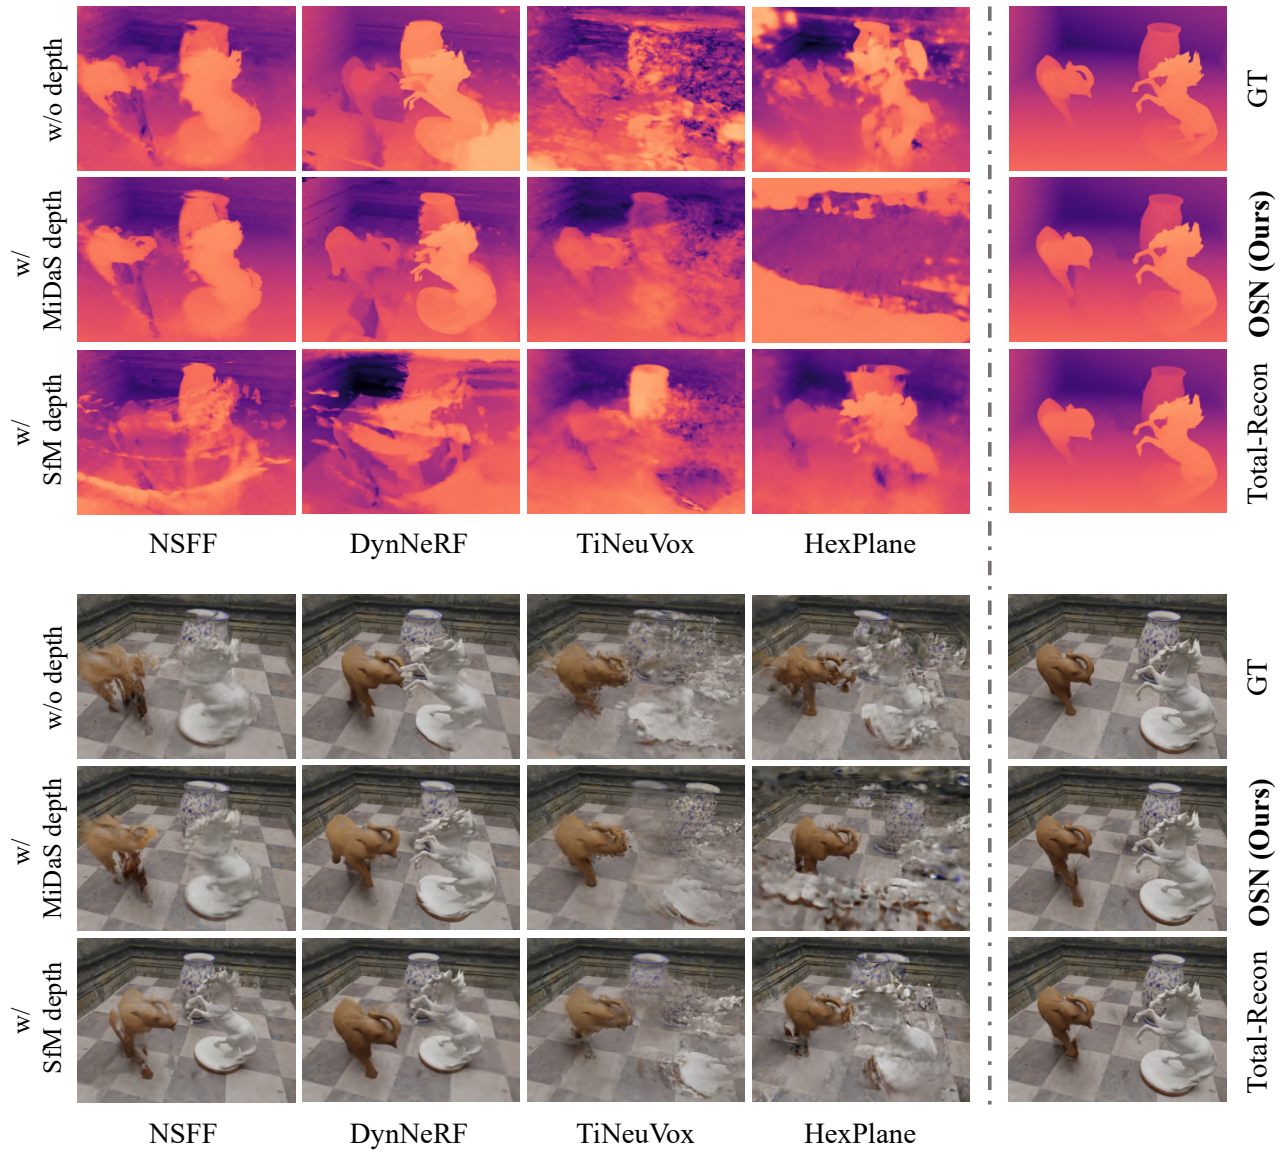 w/o depth
GT
w/
MiDaS depth
OSN (Ours)
w/
SfM depth
Total-Recon
NSFF
DynNeRF
TiNeuVox
HexPlane
w/o depth
GT
w/
MiDaS depth
OSN (Ours)
w/
SfM depth
Total-Recon
NSFF
DynNeRF
TiNeuVox
HexPlane